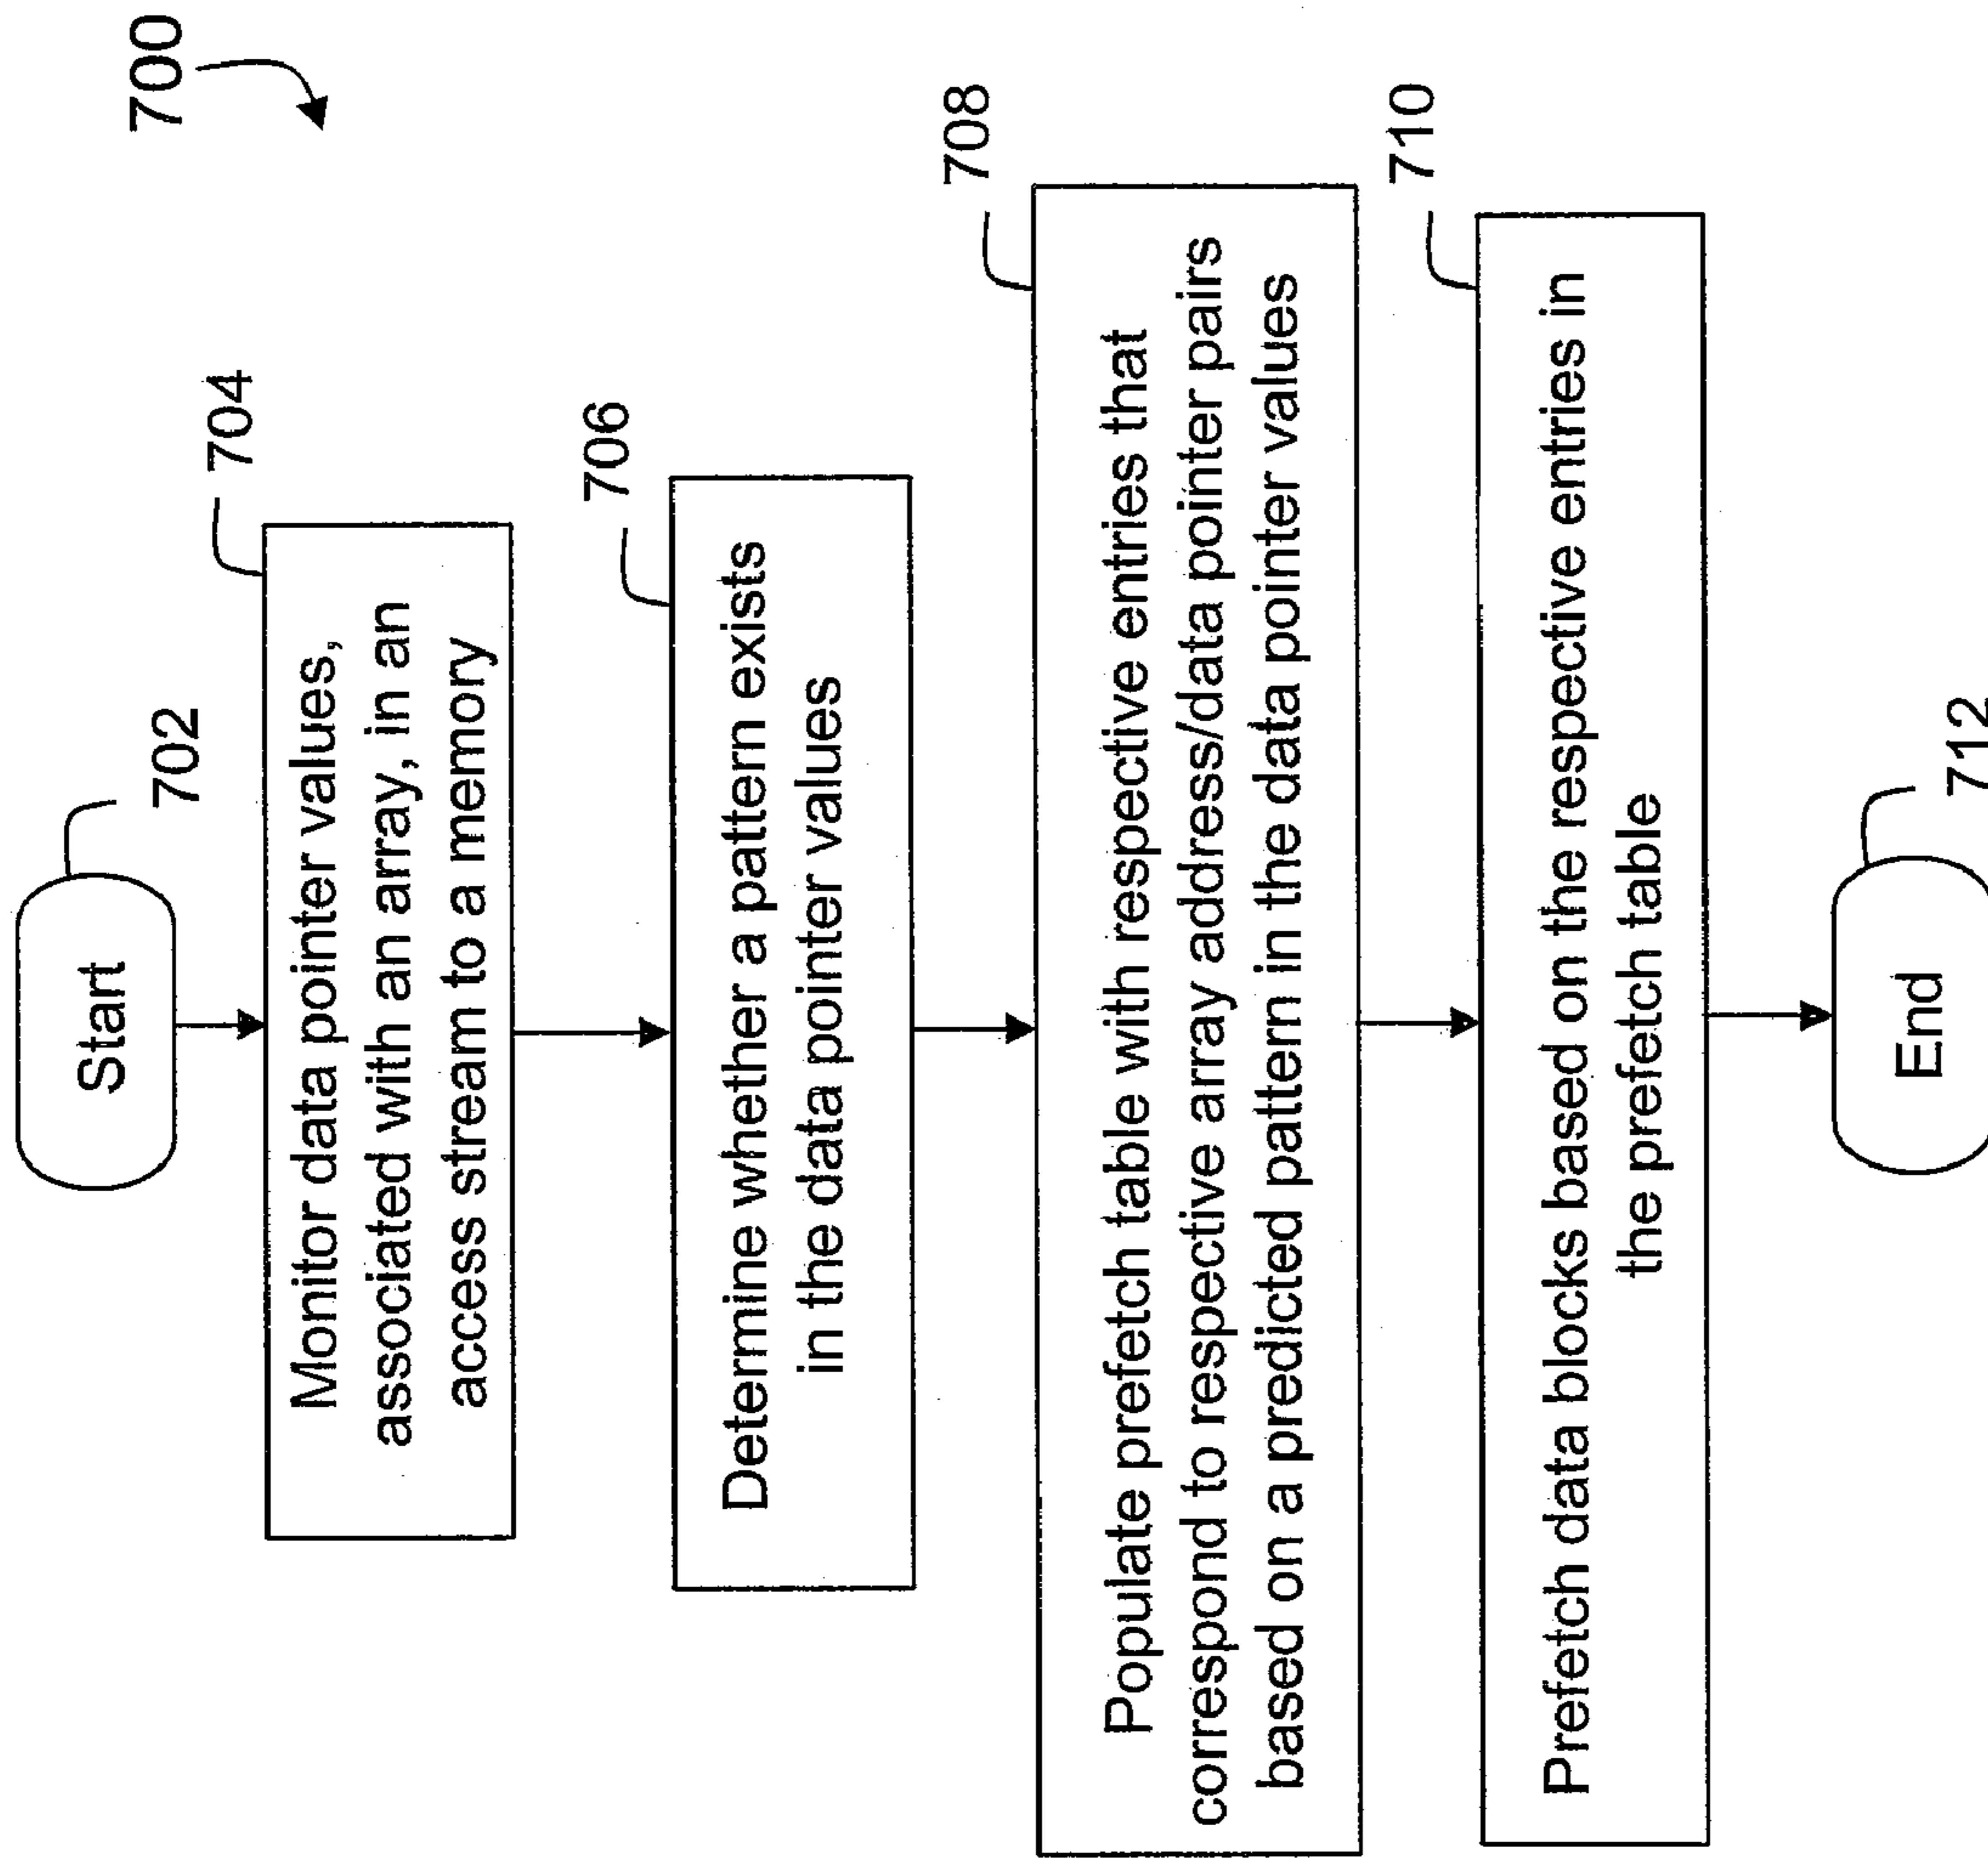 700
Start
702
704
Monitor data pointer values,
associated with an array, in an
access stream to a memory
706
Determine whether a pattern exists
in the data pointer values
708
Populate prefetch table with respective entries that
correspond to respective array address/data pointer pairs
based on a predicted pattern in the data pointer values
710
Prefetch data blocks based on the respective entries in
the prefetch table
End
712